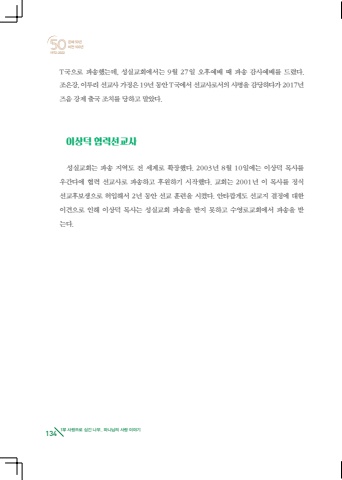 50
T국으로 파송했는데, 성실교회에서는 9월 27일 오후예배 때 파송 감사예배를 드렸다.
조은강, 이두리 선교사 가정은 19년 동안 T국에서 선교사로서의 사명을 감당하다가 2017년
즈음 강제 출국 조치를 당하고 말았다.
이상덕 협력선교사
성실교회는 파송 지역도 전 세계로 확장했다. 2003년 8월 10일에는 이상덕 목사를
우간다에 협력 선교사로 파송하고 후원하기 시작했다. 교회는 2001년 이 목사를 정식
선교후보생으로 허입해서 2년 동안 선교 훈련을 시켰다. 안타깝게도 선교지 결정에 대한
이견으로 인해 이상덕 목사는 성실교회 파송을 받지 못하고 수영로교회에서 파송을 받
는다.
134
1부 사랑으로 심긴 나무, 하나님의 사랑 이야기